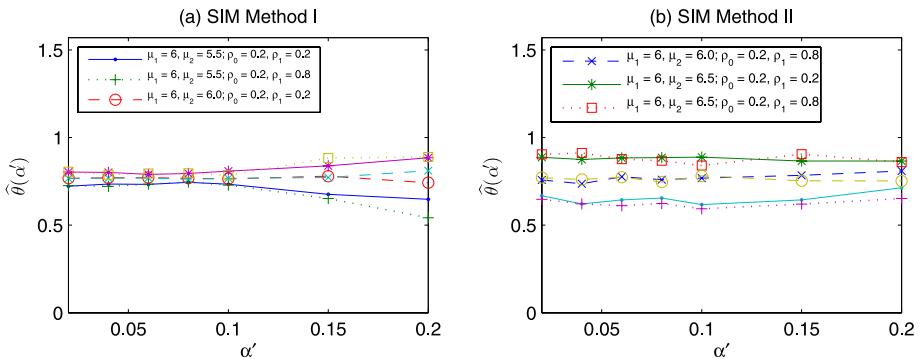 (a) SIM Method I
μ₁ = 6, μ₂ = 5.5; ρ₀ = 0.2, ρ₁ = 0.2
μ₁ = 6, μ₂ = 5.5; ρ₀ = 0.2, ρ₁ = 0.8
μ₁ = 6, μ₂ = 6.0; ρ₀ = 0.2, ρ₁ = 0.2
1.5
1
0.5
0
θ̂(α′)
0.05
0.1
0.15
0.2
α′
(b) SIM Method II
μ₁ = 6, μ₂ = 6.0; ρ₀ = 0.2, ρ₁ = 0.8
μ₁ = 6, μ₂ = 6.5; ρ₀ = 0.2, ρ₁ = 0.2
μ₁ = 6, μ₂ = 6.5; ρ₀ = 0.2, ρ₁ = 0.8
1.5
1
0.5
0
θ̂(α′)
0.05
0.1
0.15
0.2
α′